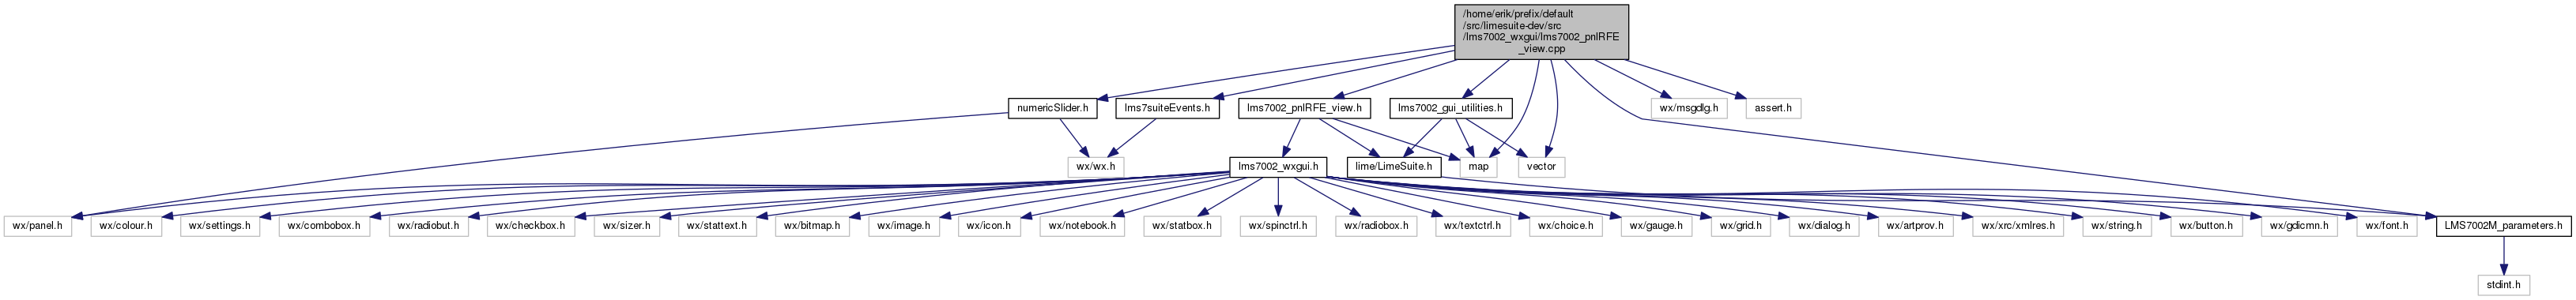 /home/erik/prefix/default
/src/limesuite-dev/src
/lms7002_wxgui/lms7002_pnlRFE
_view.cpp
numericSlider.h
lms7suiteEvents.h
lms7002_pnlRFE_view.h
lms7002_gui_utilities.h
wx/msgdlg.h
assert.h
wx/wx.h
lms7002_wxgui.h
lime/LimeSuite.h
map
vector
wx/panel.h
wx/colour.h
wx/settings.h
wx/combobox.h
wx/radiobut.h
wx/checkbox.h
wx/sizer.h
wx/stattext.h
wx/bitmap.h
wx/image.h
wx/icon.h
wx/notebook.h
wx/statbox.h
wx/spinctrl.h
wx/radiobox.h
wx/textctrl.h
wx/choice.h
wx/gauge.h
wx/grid.h
wx/dialog.h
wx/artprov.h
wx/xrc/xmlres.h
wx/string.h
wx/button.h
wx/gdicmn.h
wx/font.h
LMS7002M_parameters.h
stdint.h